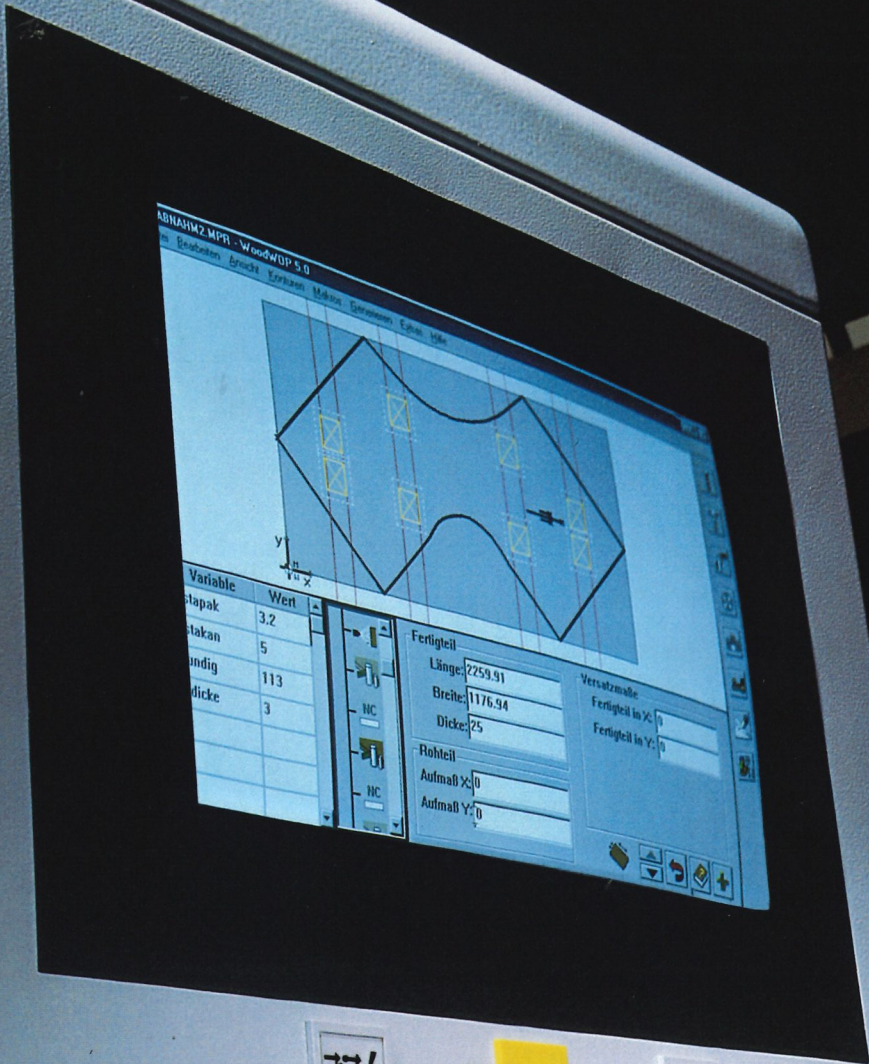 ABNAHM2.MPR - WoodWOP 5.0
Bearbeiten Ansicht Konturen Makros Generieren Extras Hilfe
y
x
Variable Wert
stapak 3.2
stakan 5
undig 113
dicke 3
NC
NC
Fertigteil
Länge: 2259.91
Breite: 1176.94
Dicke: 25
Rohteil
Aufmaß X: 0
Aufmaß Y: 0
Versatzmaße
Fertigteil in X: 0
Fertigteil in Y: 0